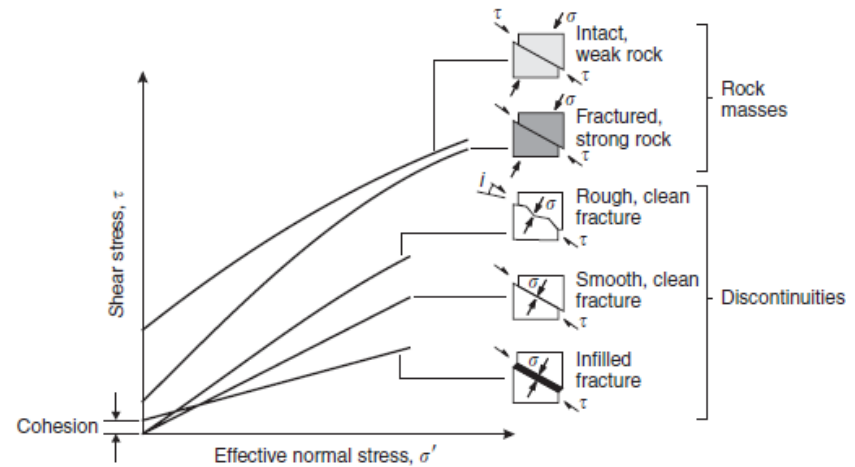 τ
σ
Intact,
weak rock
τ
Rock
masses
σ
Fractured,
strong rock
τ
i
Rough, clean
fracture
σ
τ
Smooth, clean
fracture
σ
τ
Discontinuities
Infilled
fracture
σ
τ
Shear stress, τ
Cohesion
Effective normal stress, σ′